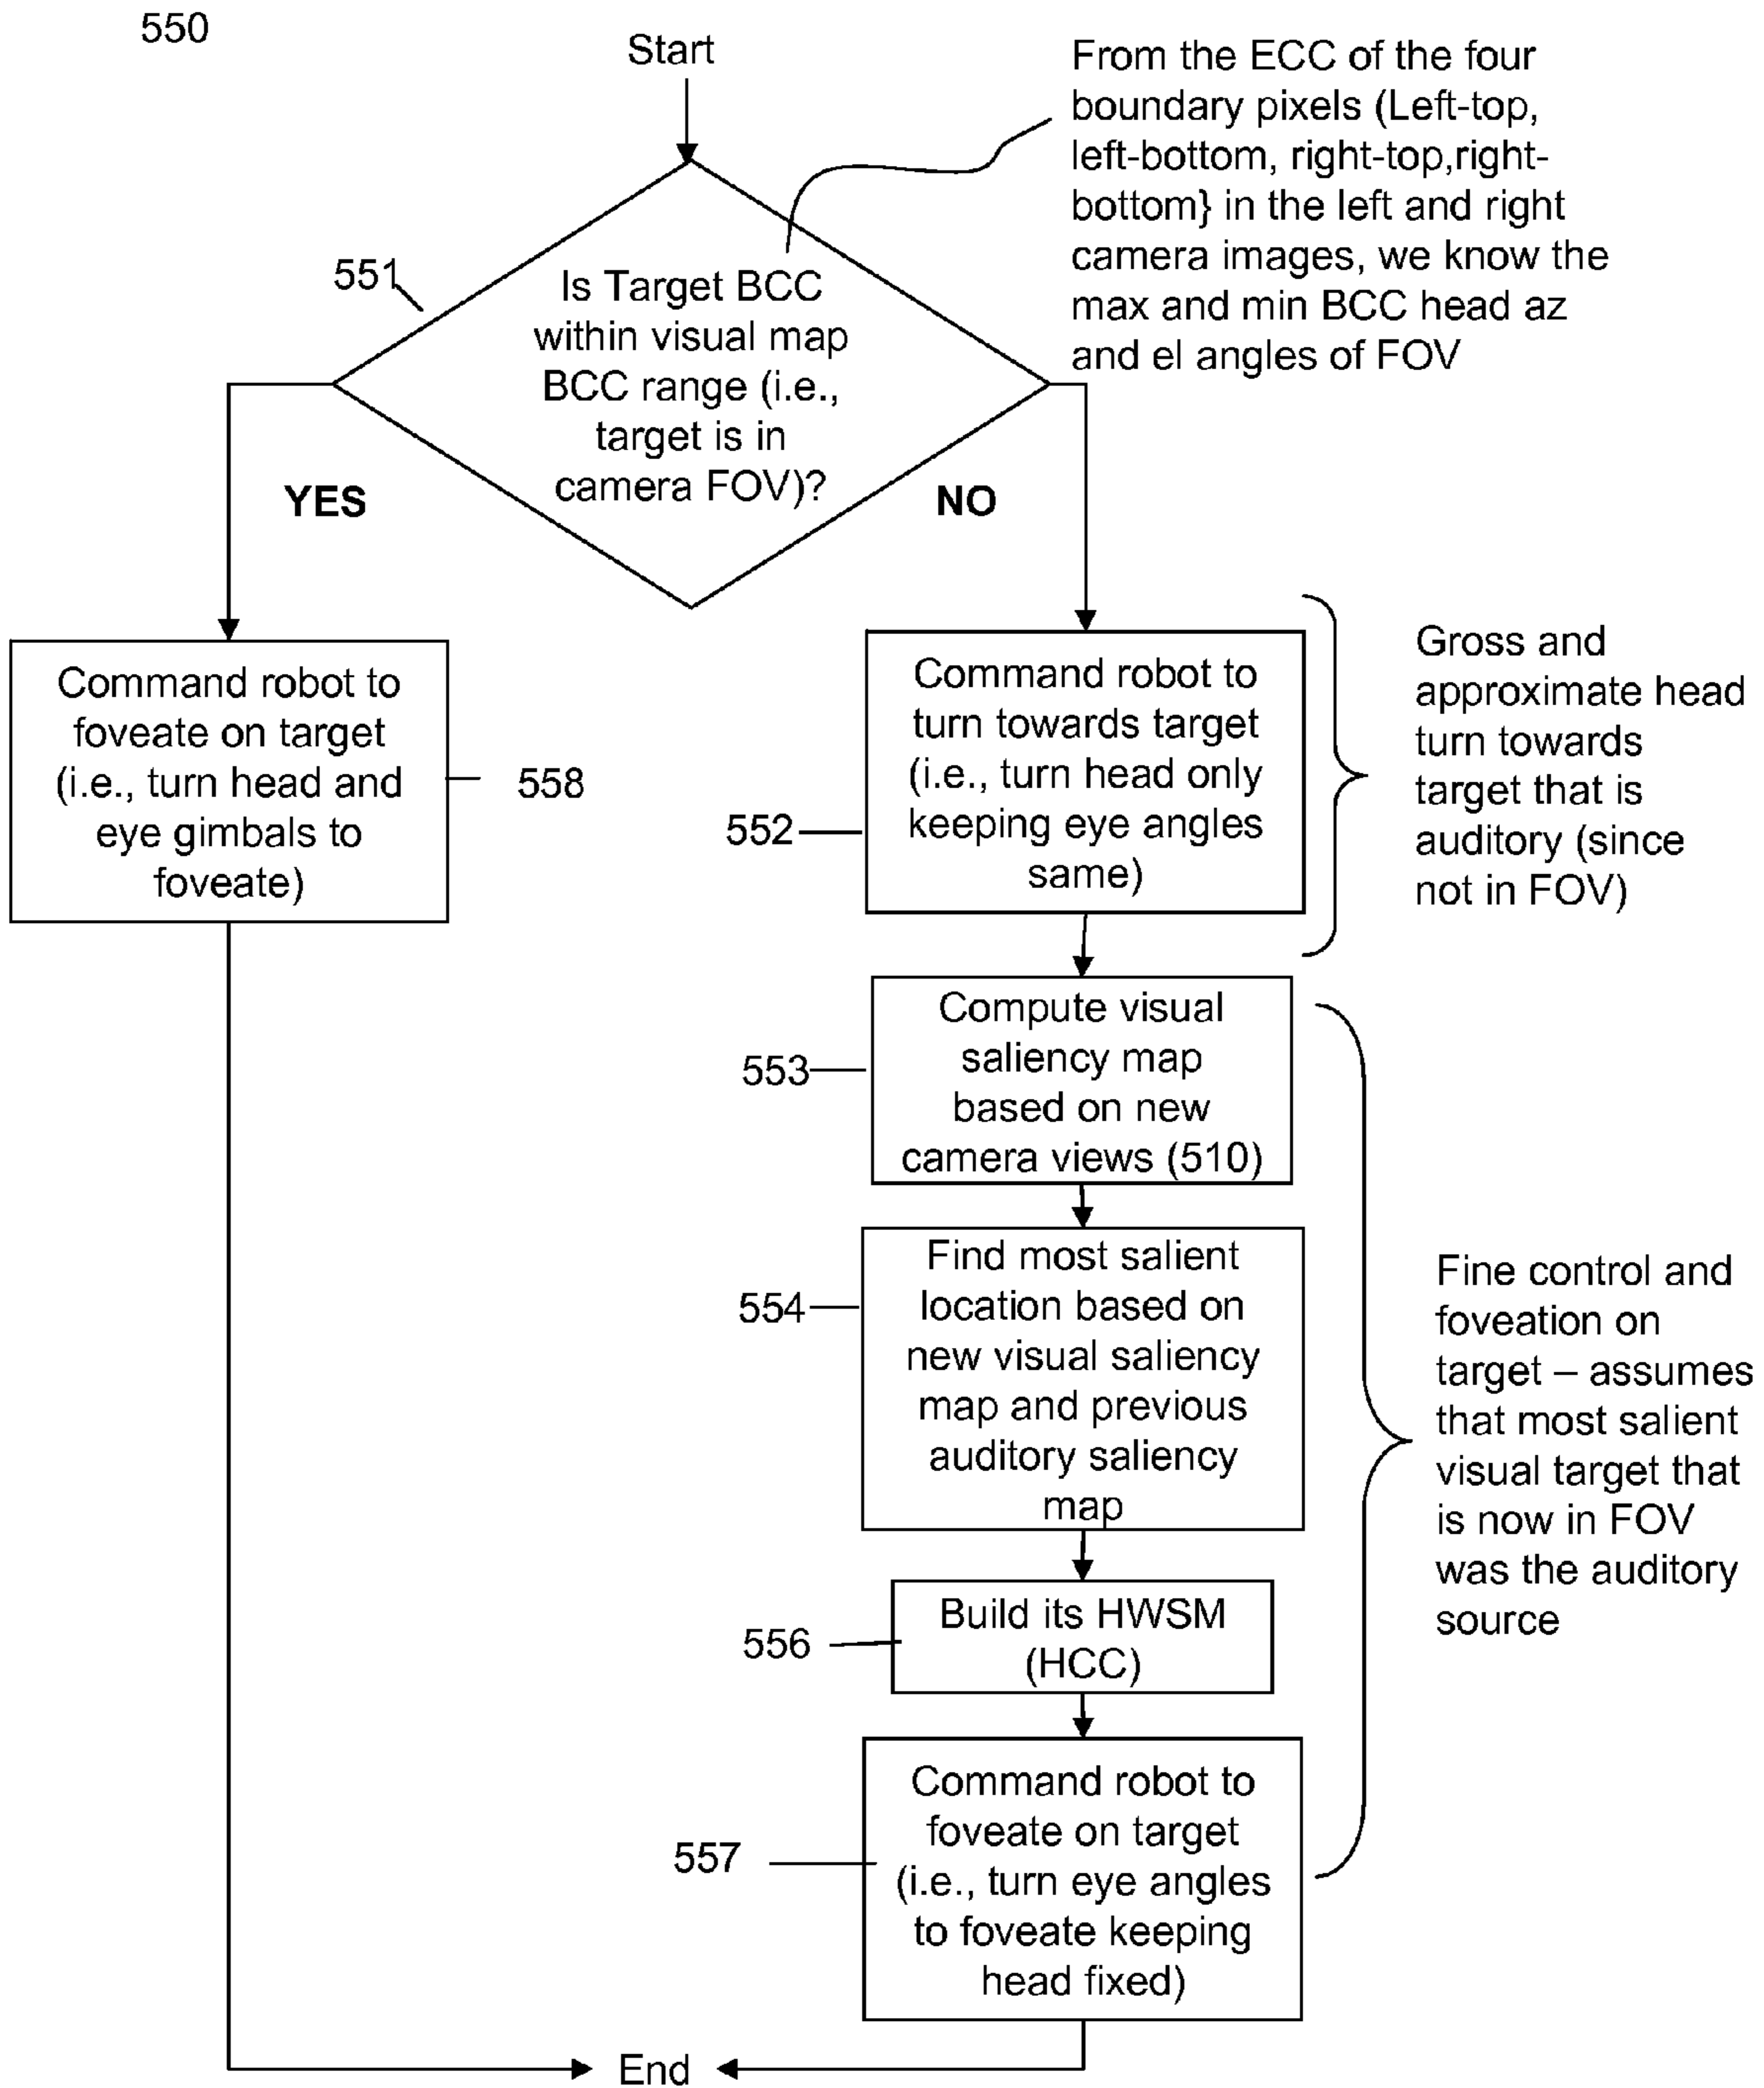 550
Start
From the ECC of the four
boundary pixels (Left-top,
left-bottom, right-top,right-
bottom} in the left and right
camera images, we know the
max and min BCC head az
and el angles of FOV
551
Is Target BCC
within visual map
BCC range (i.e.,
target is in
camera FOV)?
YES
NO
Command robot to
foveate on target
(i.e., turn head and
eye gimbals to
foveate)
558
Command robot to
turn towards target
(i.e., turn head only
keeping eye angles
same)
552
Gross and
approximate head
turn towards
target that is
auditory (since
not in FOV)
Compute visual
saliency map
based on new
camera views (510)
553
Find most salient
location based on
new visual saliency
map and previous
auditory saliency
map
554
Fine control and
foveation on
target – assumes
that most salient
visual target that
is now in FOV
was the auditory
source
Build its HWSM
(HCC)
556
Command robot to
foveate on target
(i.e., turn eye angles
to foveate keeping
head fixed)
557
End